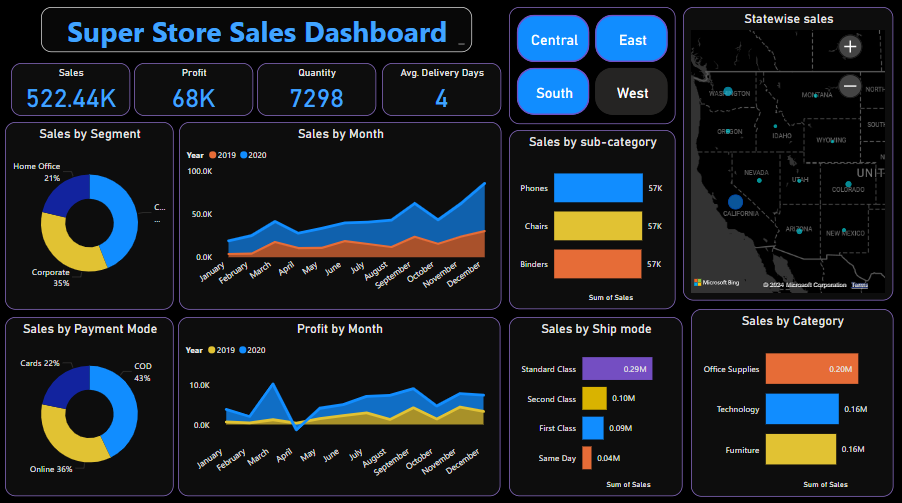 Super Store Sales Dashboard
Central
East
South
West
Statewise sales
Sales
522.44K
Profit
68K
Quantity
7298
Avg. Delivery Days
4
Sales by Segment
Home Office
21%
C...
...
Corporate
35%
Sales by Month
Year 2019 2020
100.0K
50.0K
0.0K
January
February
March
April
May
June
July
August
September
October
November
December
Sales by sub-category
Phones 57K
Chairs 57K
Binders 57K
Sum of Sales
+
−
WASHINGTON
MONTANA
NORTH
OREGON
IDAHO
WYOMING
SOUTH
NEVADA
UTAH
COLORADO
UNIT
CALIFORNIA
ARIZONA
NEW MEXICO
Microsoft Bing
© 2024 Microsoft Corporation Terms
Sales by Payment Mode
Cards 22%
COD
43%
Online 36%
Profit by Month
Year 2019 2020
10.0K
0.0K
January
February
March
April
May
June
July
August
September
October
November
December
Sales by Ship mode
Standard Class 0.29M
Second Class 0.10M
First Class 0.09M
Same Day 0.04M
Sum of Sales
Sales by Category
Office Supplies 0.20M
Technology 0.16M
Furniture 0.16M
Sum of Sales